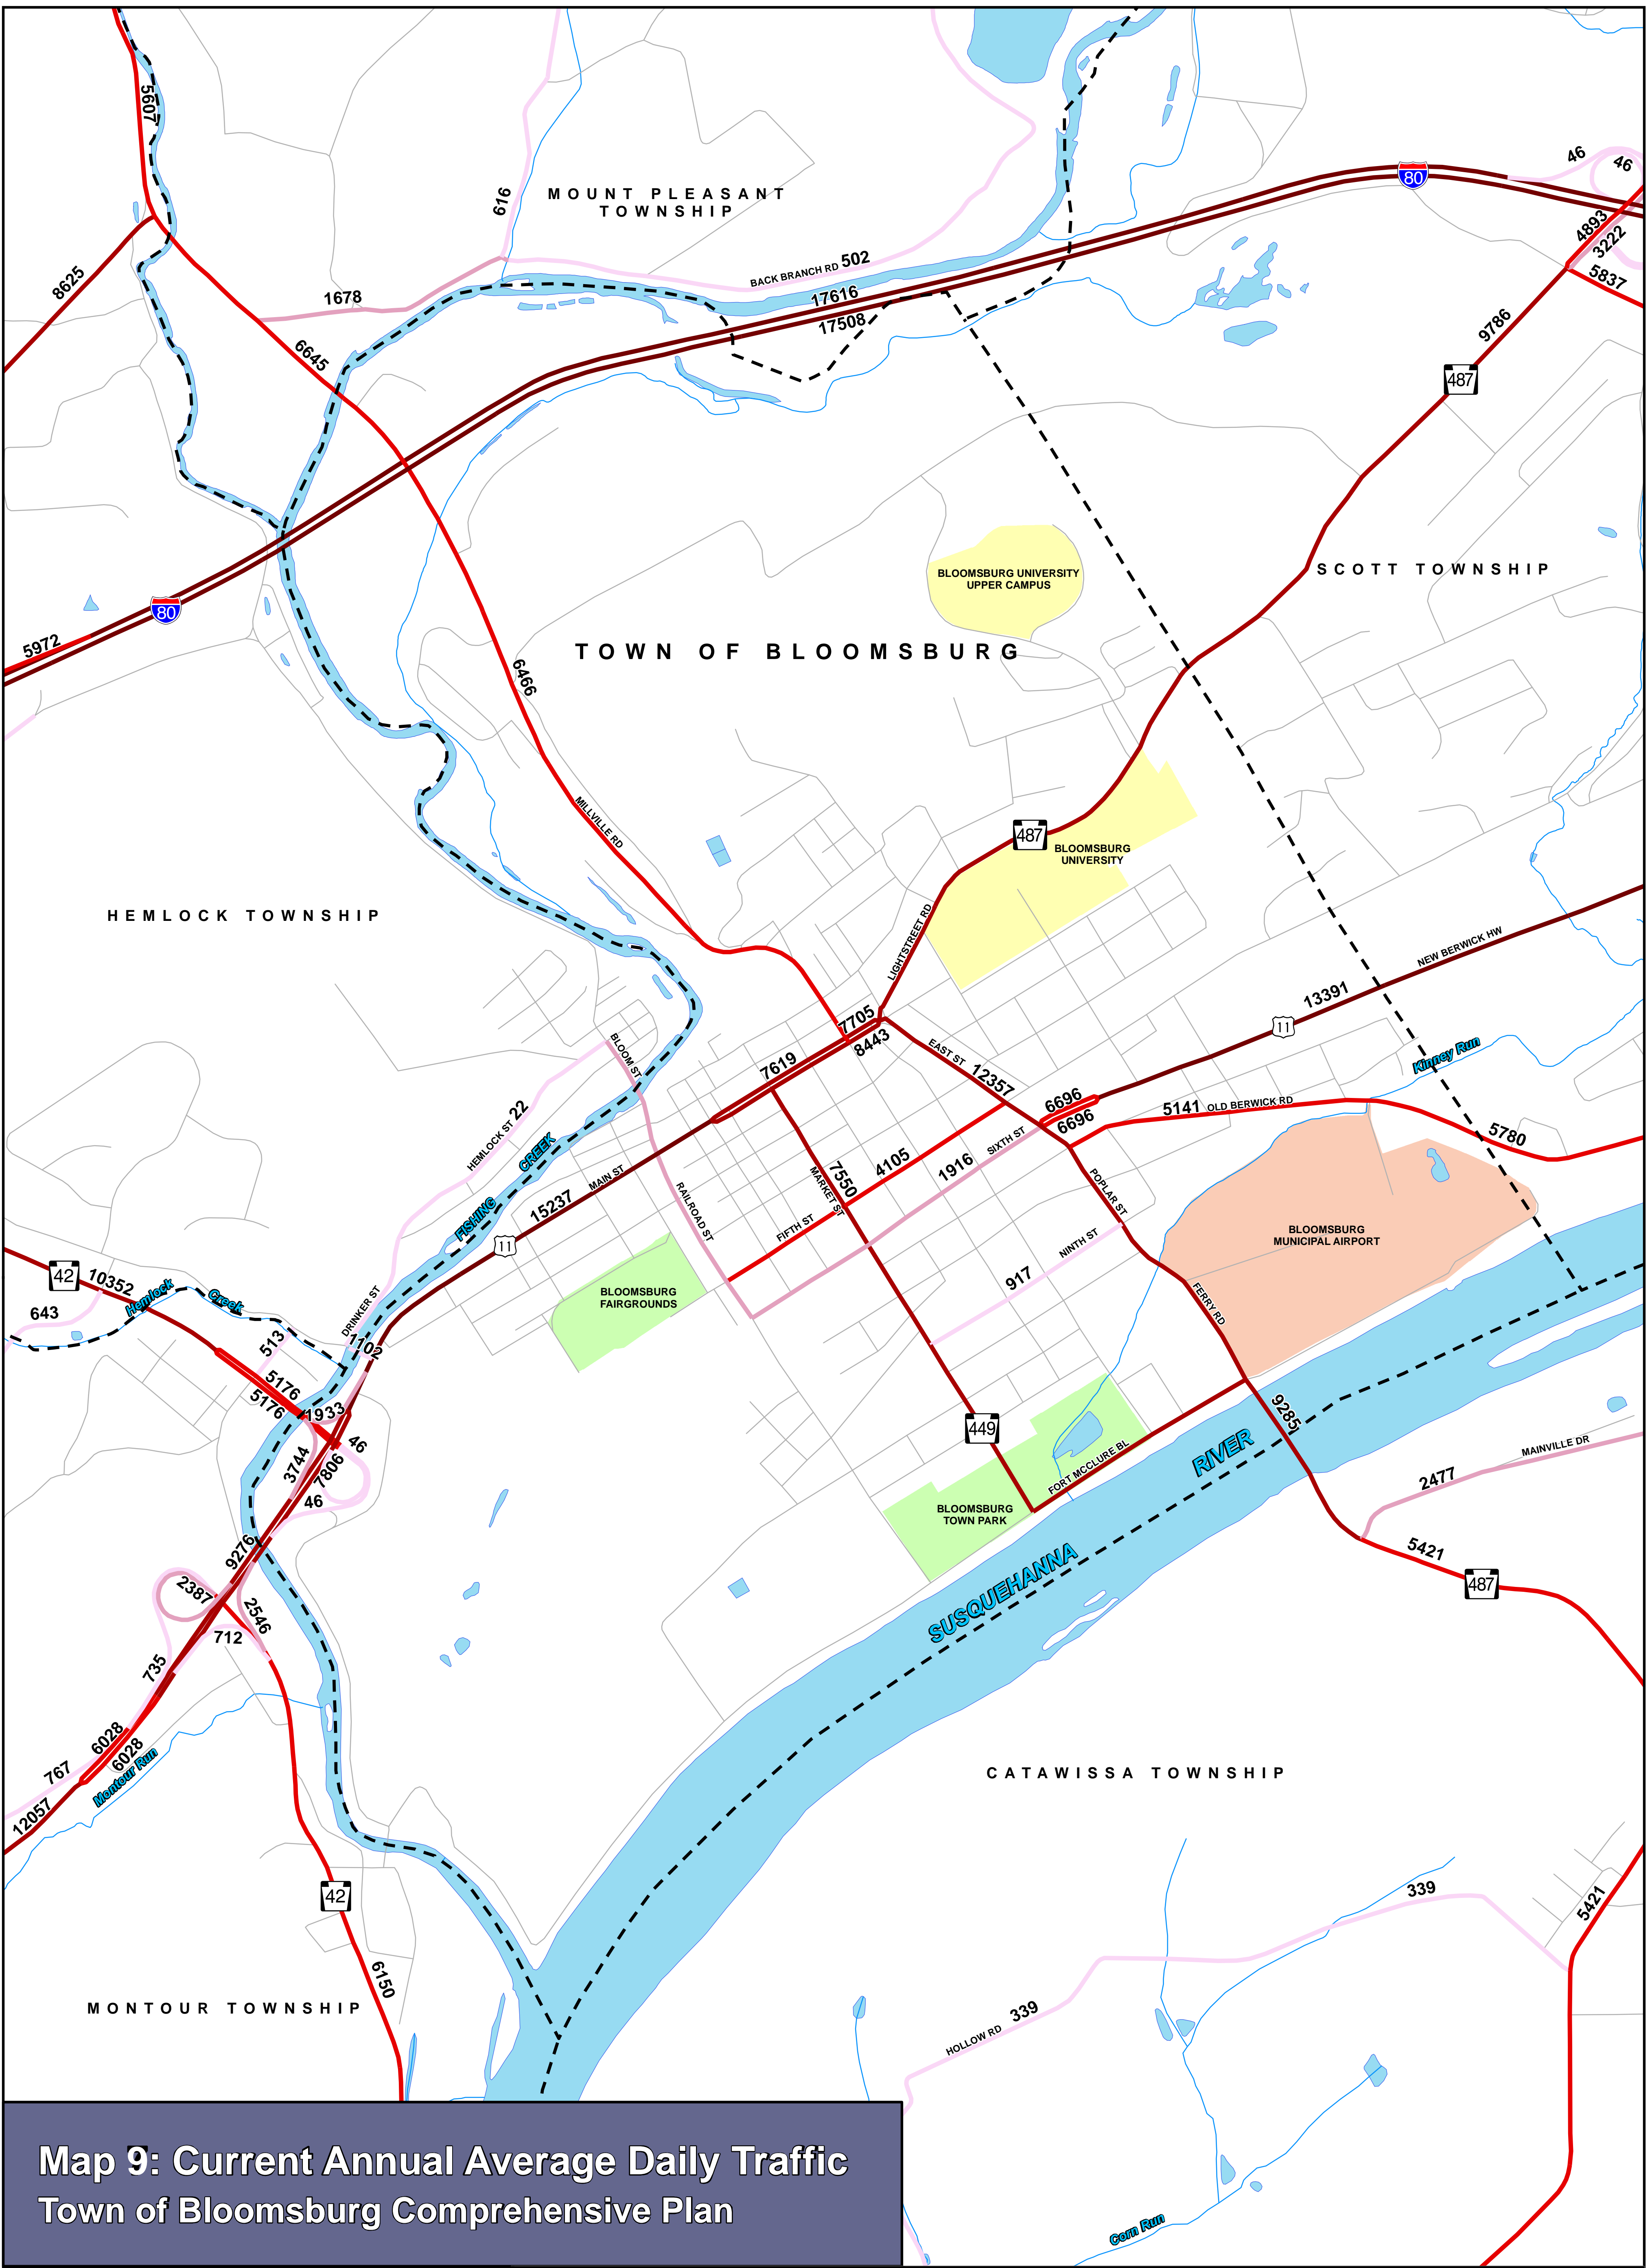 5607
616
MOUNT PLEASANT
TOWNSHIP
80
46
46
4893
3222
5837
8625
1678
BACK BRANCH RD 502
17616
17508
6645
9786
487
BLOOMSBURG UNIVERSITY
UPPER CAMPUS
SCOTT TOWNSHIP
80
5972
TOWN OF BLOOMSBURG
6466
MILLVILLE RD
487
BLOOMSBURG
UNIVERSITY
HEMLOCK TOWNSHIP
LIGHTSTREET RD
NEW BERWICK HW
13391
11
7705
8443
EAST ST
12357
7619
BLOOM ST
Kinney Run
6696
6696
5141 OLD BERWICK RD
5780
HEMLOCK ST 22
FISHING
CREEK
15237
MAIN ST
11
RAILROAD ST
7550
MARKET ST
4105
FIFTH ST
1916
SIXTH ST
POPLAR ST
NINTH ST
917
BLOOMSBURG
MUNICIPAL AIRPORT
FERRY RD
42
10352
Hemlock
Creek
643
BLOOMSBURG
FAIRGROUNDS
DRINKER ST
1102
513
5176
5176
1933
46
3744
7806
46
449
FORT MCCLURE BL
9285
RIVER
MAINVILLE DR
2477
BLOOMSBURG
TOWN PARK
9276
2387
2546
712
735
SUSQUEHANNA
5421
487
6028
6028
767
Montour Run
12057
CATAWISSA TOWNSHIP
42
6150
339
5421
339
HOLLOW RD
MONTOUR TOWNSHIP
Corn Run
Map 9: Current Annual Average Daily Traffic
Town of Bloomsburg Comprehensive Plan